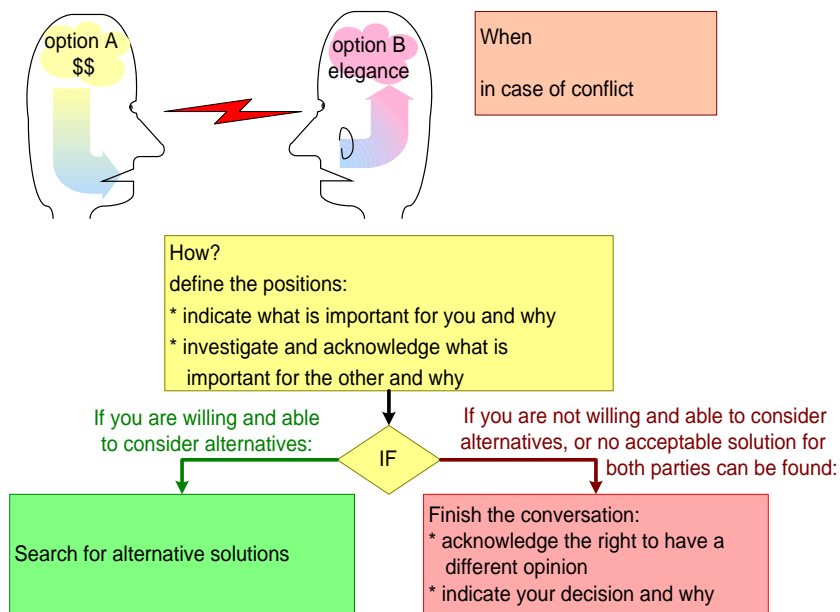 option A
$$
option B
elegance
When
in case of conflict
How?
define the positions:
* indicate what is important for you and why
* investigate and acknowledge what is
important for the other and why
If you are willing and able
to consider alternatives:
If you are not willing and able to consider
alternatives, or no acceptable solution for
both parties can be found:
IF
Search for alternative solutions
Finish the conversation:
* acknowledge the right to have a
different opinion
* indicate your decision and why